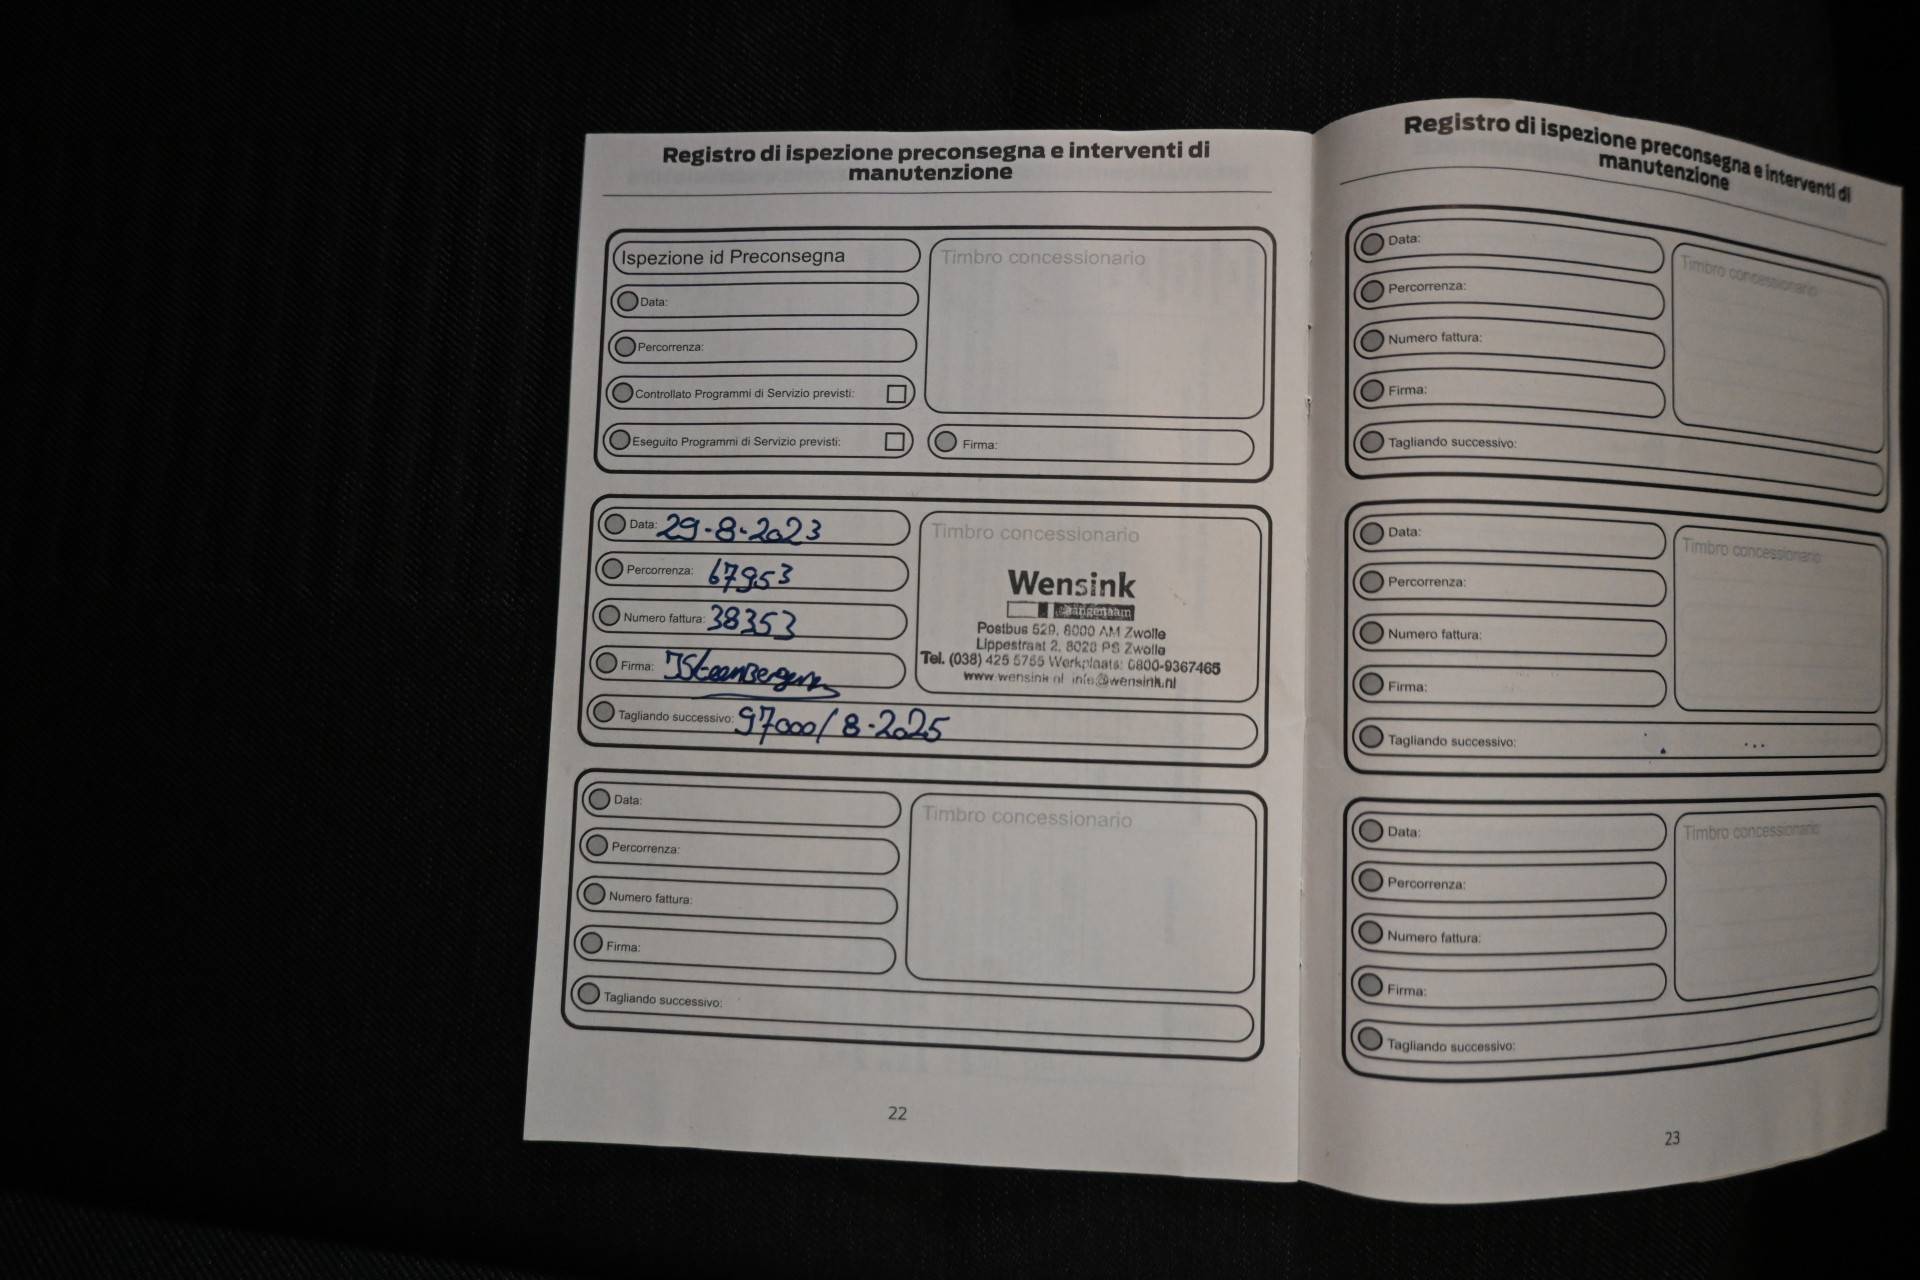 Registro di ispezione preconsegna e interventi di
manutenzione
Ispezione id Preconsegna
Data:
Percorrenza:
Controllato Programmi di Servizio previsti:
Eseguito Programmi di Servizio previsti:
Timbro concessionario
Firma:
Data: 29-8-2023
Percorrenza: 67953
Numero fattura: 38353
Firma: JSteenBergen
Tagliando successivo: 97000/8-2025
Timbro concessionario
Wensink
aangenaam
Postbus 529, 8000 AM Zwolle
Lippestraat 2, 8028 PS Zwolle
Tel. (038) 425 5755 Werkplaats: 0800-9367465
www.wensink.nl info@wensink.nl
Data:
Percorrenza:
Numero fattura:
Firma:
Tagliando successivo:
Timbro concessionario
22
Registro di ispezione preconsegna e interventi di
manutenzione
Data:
Percorrenza:
Numero fattura:
Firma:
Tagliando successivo:
Timbro concessionario
Data:
Percorrenza:
Numero fattura:
Firma:
Tagliando successivo:
Timbro concessionario
Data:
Percorrenza:
Numero fattura:
Firma:
Tagliando successivo:
Timbro concessionario
23